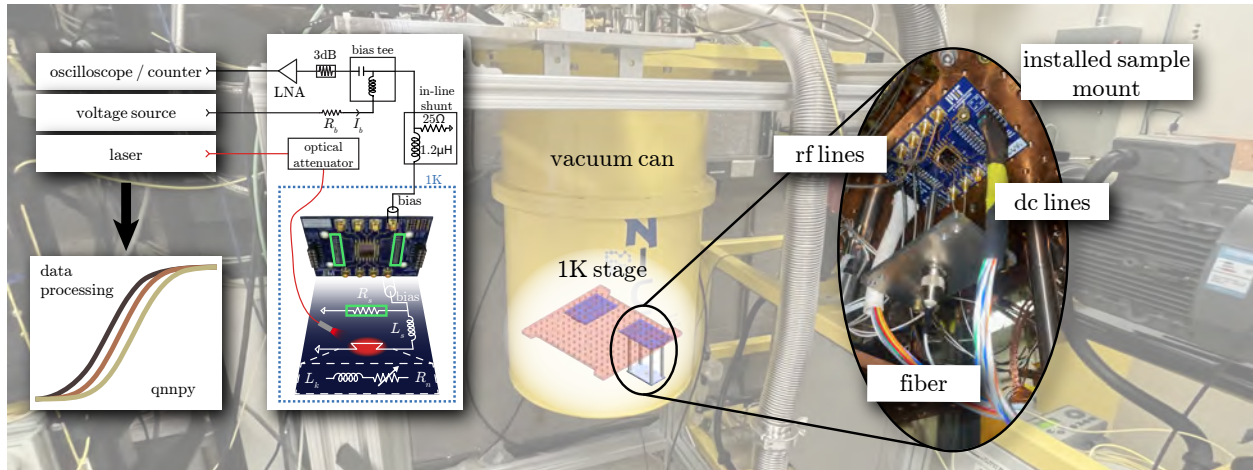 oscilloscope / counter
voltage source
laser
data
processing
qnnpy
3dB
bias tee
LNA
in-line
shunt
25Ω
1.2μH
R_b
I_b
optical
attenuator
1K
bias
bias
R_s
L_s
L_k
R_n
vacuum can
N
1K stage
installed sample
mount
rf lines
dc lines
fiber